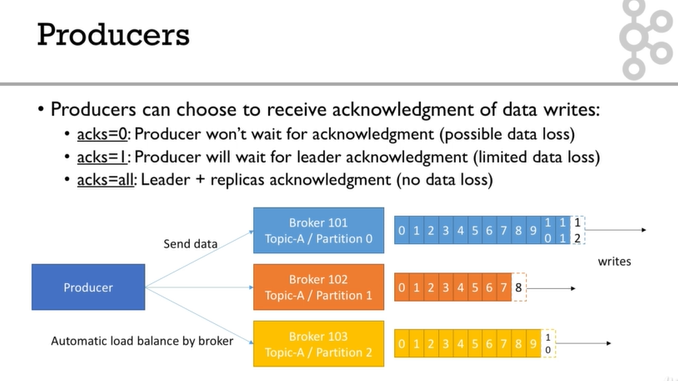 Producers
• Producers can choose to receive acknowledgment of data writes:
• acks=0: Producer won't wait for acknowledgment (possible data loss)
• acks=1: Producer will wait for leader acknowledgment (limited data loss)
• acks=all: Leader + replicas acknowledgment (no data loss)
Send data
Broker 101
Topic-A / Partition 0
0 1 2 3 4 5 6 7 8 9 10 11 12
writes
Producer
Broker 102
Topic-A / Partition 1
0 1 2 3 4 5 6 7 8
Automatic load balance by broker
Broker 103
Topic-A / Partition 2
0 1 2 3 4 5 6 7 8 9 10